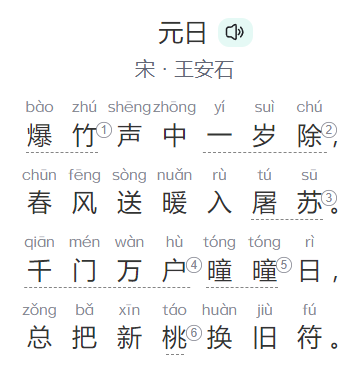 元日
宋·王安石
bào zhú shēng zhōng yí suì chú
爆竹①声中一岁除②，
chūn fēng sòng nuǎn rù tú sū
春风送暖入屠苏③。
qiān mén wàn hù tóng tóng rì
千门万户④曈曈⑤日，
zǒng bǎ xīn táo huàn jiù fú
总把新桃⑥换旧符。